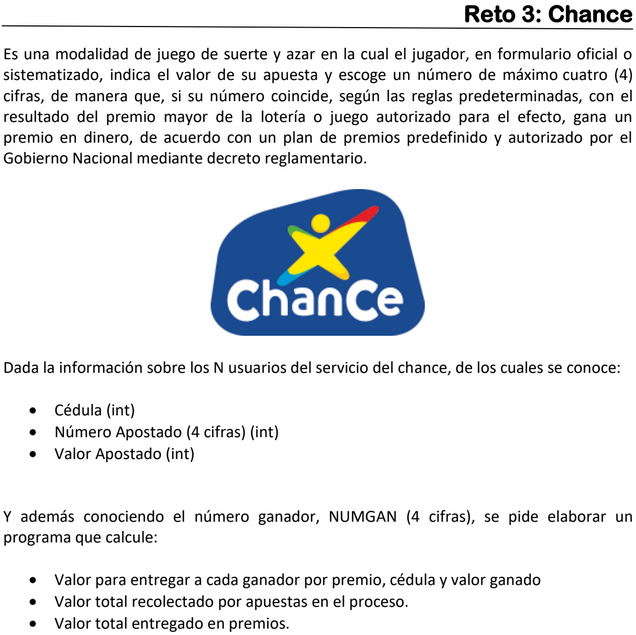 Reto 3: Chance
Es una modalidad de juego de suerte y azar en la cual el jugador, en formulario oficial o
sistematizado, indica el valor de su apuesta y escoge un número de máximo cuatro (4)
cifras, de manera que, si su número coincide, según las reglas predeterminadas, con el
resultado del premio mayor de la lotería o juego autorizado para el efecto, gana un
premio en dinero, de acuerdo con un plan de premios predefinido y autorizado por el
Gobierno Nacional mediante decreto reglamentario.
ChanCe
Dada la información sobre los N usuarios del servicio del chance, de los cuales se conoce:
• Cédula (int)
• Número Apostado (4 cifras) (int)
• Valor Apostado (int)
Y además conociendo el número ganador, NUMGAN (4 cifras), se pide elaborar un
programa que calcule:
• Valor para entregar a cada ganador por premio, cédula y valor ganado
• Valor total recolectado por apuestas en el proceso.
• Valor total entregado en premios.